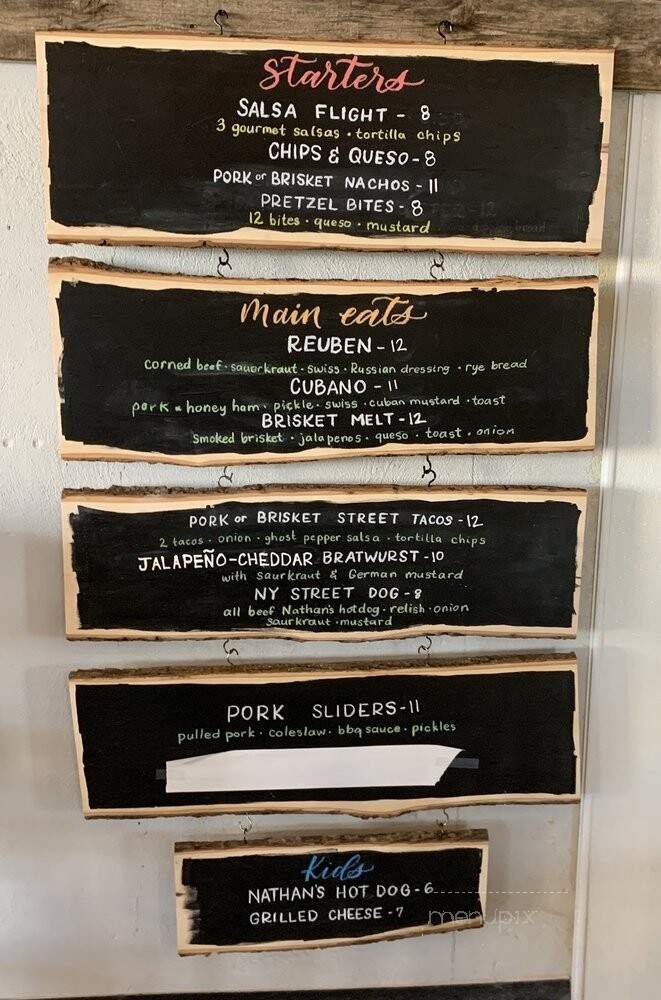 Starters
SALSA FLIGHT - 8
3 gourmet salsas · tortilla chips
CHIPS & QUESO - 8
PORK or BRISKET NACHOS - 11
PRETZEL BITES - 8
12 bites · queso · mustard
Main eats
REUBEN - 12
corned beef · sauorkraut · swiss · Russian dressing · rye bread
CUBANO - 11
pork · honey ham · pickle · swiss · cuban mustard · toast
BRISKET MELT - 12
Smoked brisket · jalapenos · queso · toast · onion
PORK or BRISKET STREET TACOS - 12
2 tacos · onion · ghost pepper salsa · tortilla chips
JALAPEÑO-CHEDDAR BRATWURST - 10
with saurkraut & German mustard
NY STREET DOG - 8
all beef Nathan's hotdog · relish · onion
saurkraut · mustard
PORK SLIDERS - 11
pulled pork · coleslaw · bbq sauce · pickles
Kids
NATHAN'S HOT DOG - 6
GRILLED CHEESE - 7
menupix